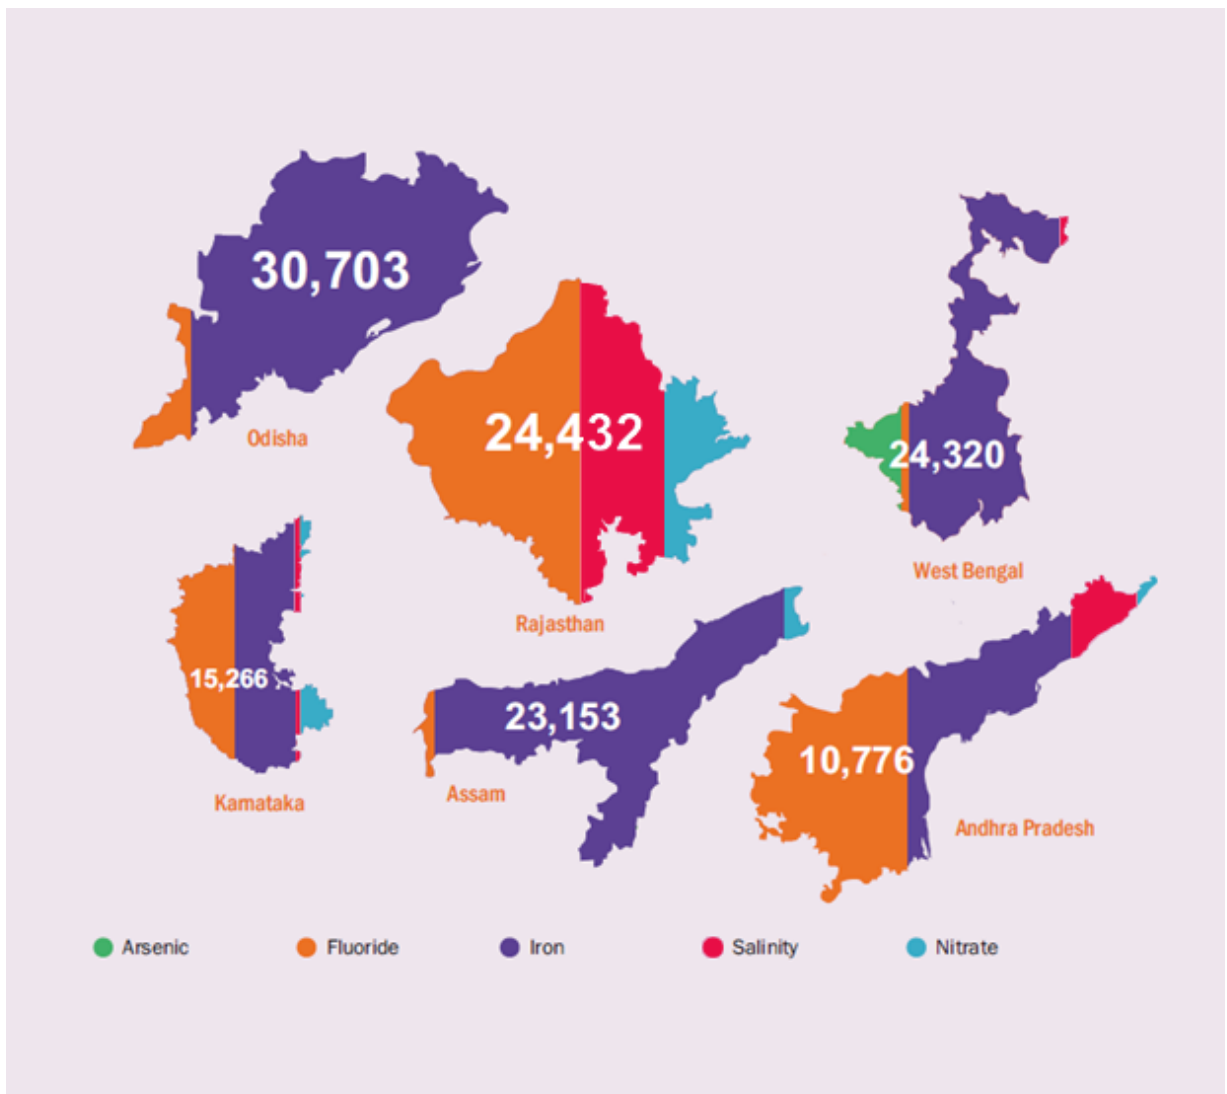 30,703
Odisha
24,432
Rajasthan
24,320
West Bengal
15,266
Karnataka
23,153
Assam
10,776
Andhra Pradesh
Arsenic Fluoride Iron Salinity Nitrate